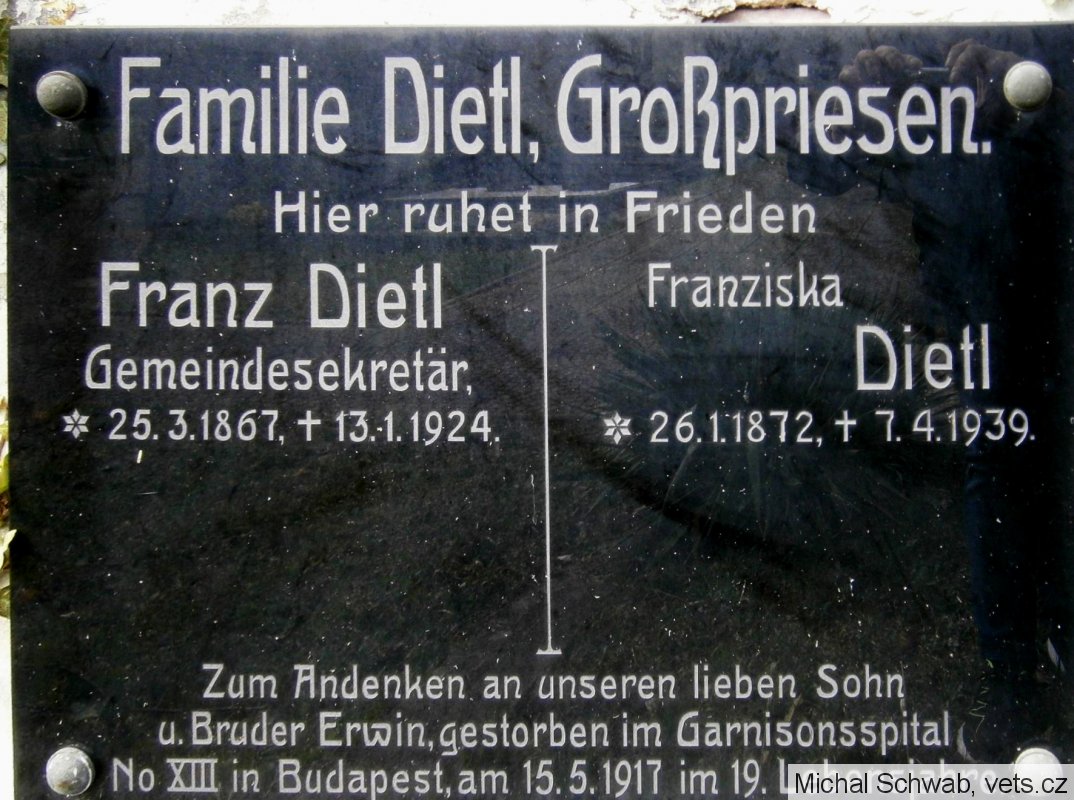 Familie Dietl, Großpriesen.
Hier ruhet in Frieden
Franz Dietl
Gemeindesekretär,
* 25.3.1867, † 13.1.1924.
Franziska
Dietl
* 26.1.1872, † 7.4.1939.
Zum Andenken an unseren lieben Sohn
u. Bruder Erwin, gestorben im Garnisonsspital
No XIII in Budapest, am 15.5.1917 im 19.
Michal Schwab, vets.cz